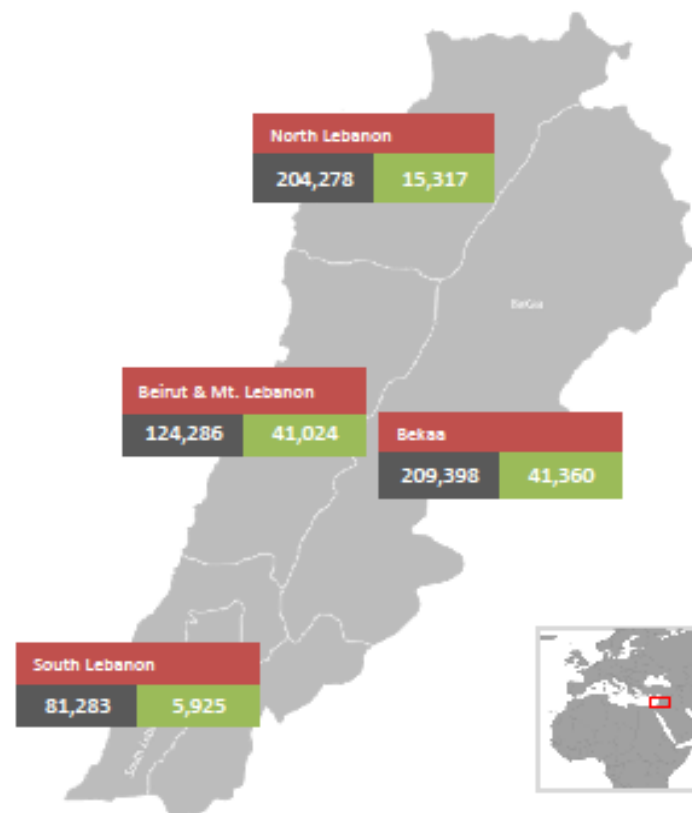 North Lebanon
204,278 15,317
Bekaa
Beirut & Mt. Lebanon
124,286 41,024
Bekaa
209,398 41,360
South Lebanon
81,283 5,925